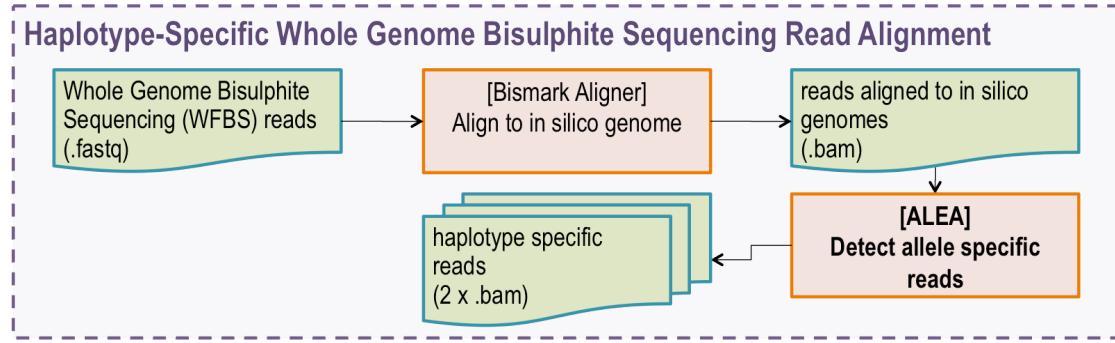 Haplotype-Specific Whole Genome Bisulphite Sequencing Read Alignment
Whole Genome Bisulphite
Sequencing (WFBS) reads
(.fastq)
[Bismark Aligner]
Align to in silico genome
reads aligned to in silico
genomes
(.bam)
[ALEA]
Detect allele specific
reads
haplotype specific
reads
(2 x .bam)